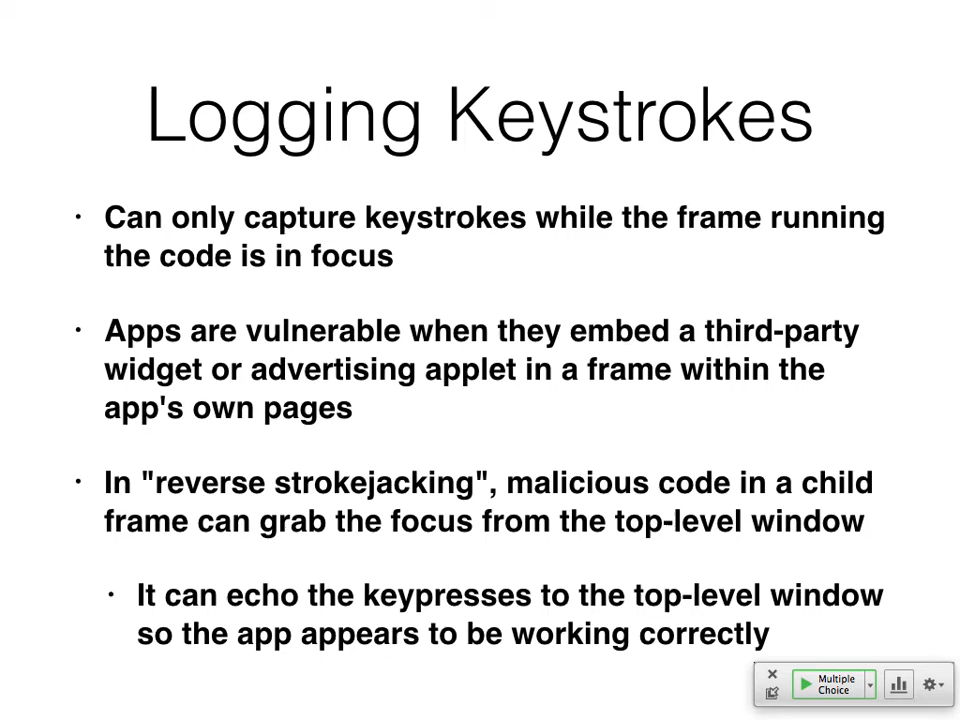 Logging Keystrokes
• Can only capture keystrokes while the frame running
the code is in focus
• Apps are vulnerable when they embed a third-party
widget or advertising applet in a frame within the
app's own pages
• In "reverse strokejacking", malicious code in a child
frame can grab the focus from the top-level window
• It can echo the keypresses to the top-level window
so the app appears to be working correctly
Multiple
Choice